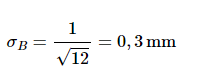 σ_B = 1/√12 = 0,3 mm